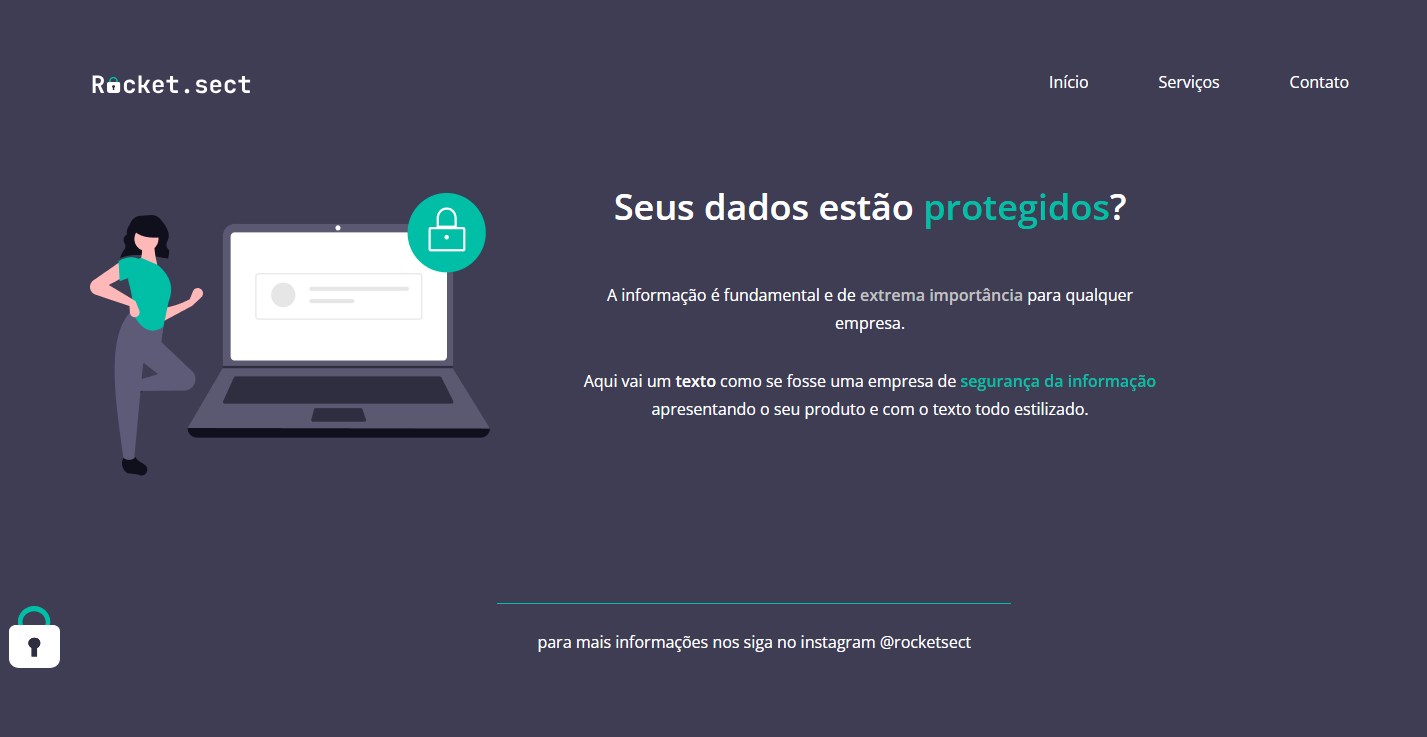 Rocket.sect
Início
Serviços
Contato
Seus dados estão protegidos?
A informação é fundamental e de extrema importância para qualquer
empresa.
Aqui vai um texto como se fosse uma empresa de segurança da informação
apresentando o seu produto e com o texto todo estilizado.
para mais informações nos siga no instagram @rocketsect